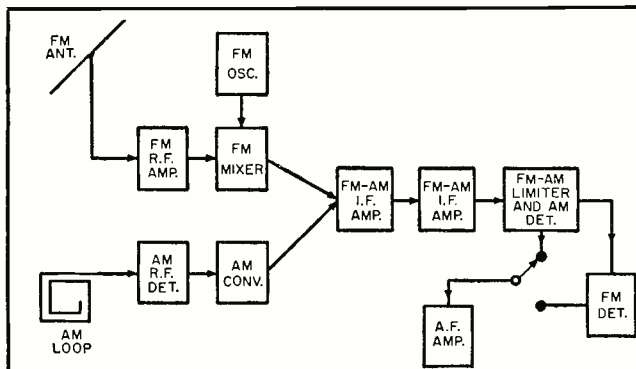 FM
ANT.
FM
OSC.
FM
R.F.
AMP.
FM
MIXER
FM-AM
I.F.
AMP.
FM-AM
I.F.
AMP.
FM-AM
LIMITER
AND AM
DET.
AM
R.F.
DET.
AM
CONV.
AM
LOOP
A.F.
AMP.
FM
DET.